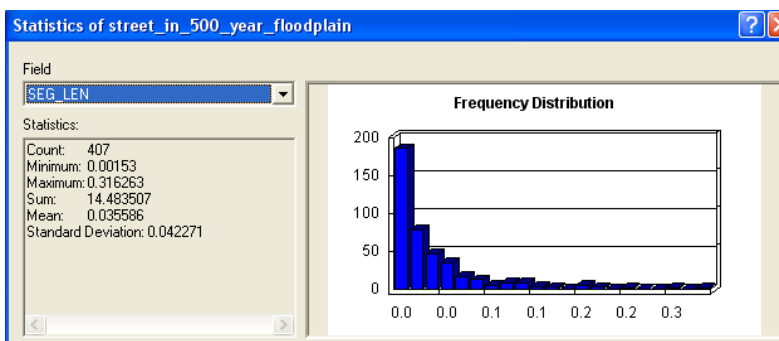 Statistics of street_in_500_year_floodplain
Field
SEG_LEN
Statistics:
Count: 407
Minimum: 0.00153
Maximum: 0.316263
Sum: 14.483507
Mean: 0.035586
Standard Deviation: 0.042271
Frequency Distribution
200
150
100
50
0
0.0 0.0 0.1 0.1 0.2 0.2 0.3